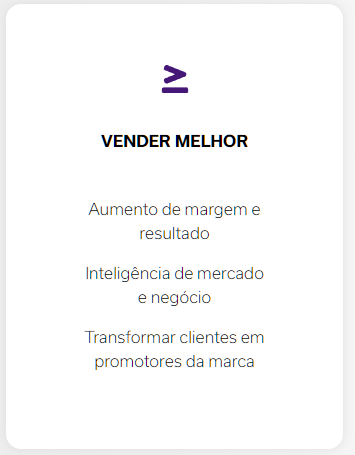 ≥
VENDER MELHOR
Aumento de margem e
resultado
Inteligência de mercado
e negócio
Transformar clientes em
promotores da marca